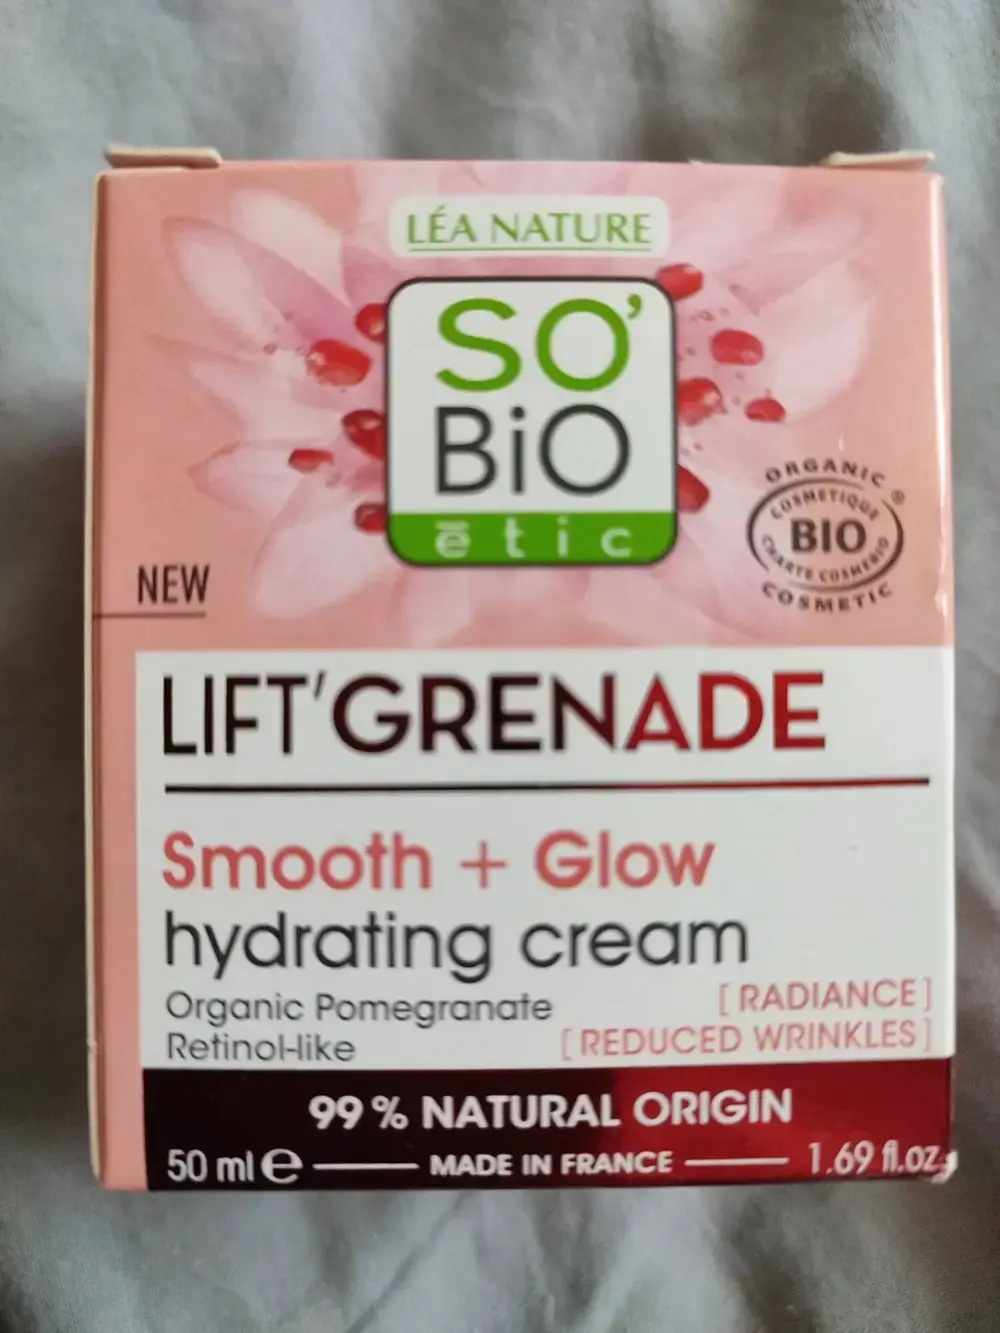 LÉA NATURE
SO'
BiO
ētic
ORGANIC ®
COSMETIQUE
BIO
CHARTE COSMEBIO
COSMETIC
NEW
LIFT'GRENADE
Smooth + Glow
hydrating cream
Organic Pomegranate
Retinol-like
[ RADIANCE ]
[ REDUCED WRINKLES ]
99 % NATURAL ORIGIN
50 ml e MADE IN FRANCE 1.69 fl.oz.